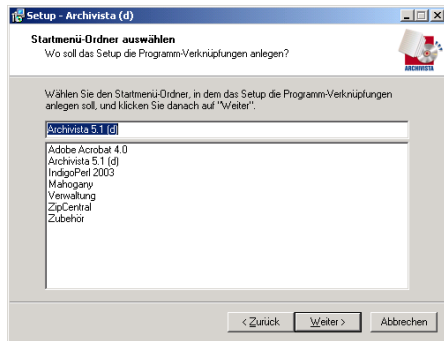 Setup - Archivista (d)
Startmenü-Ordner auswählen
Wo soll das Setup die Programm-Verknüpfungen anlegen?
ARCHIVISTA
Wählen Sie den Startmenü-Ordner, in dem das Setup die Programm-Verknüpfungen
anlegen soll, und klicken Sie danach auf "Weiter".
Archivista 5.1 (d)
Adobe Acrobat 4.0
Archivista 5.1 (d)
IndigoPerl 2003
Mahogany
Verwaltung
ZipCentral
Zubehör
< Zurück
Weiter >
Abbrechen